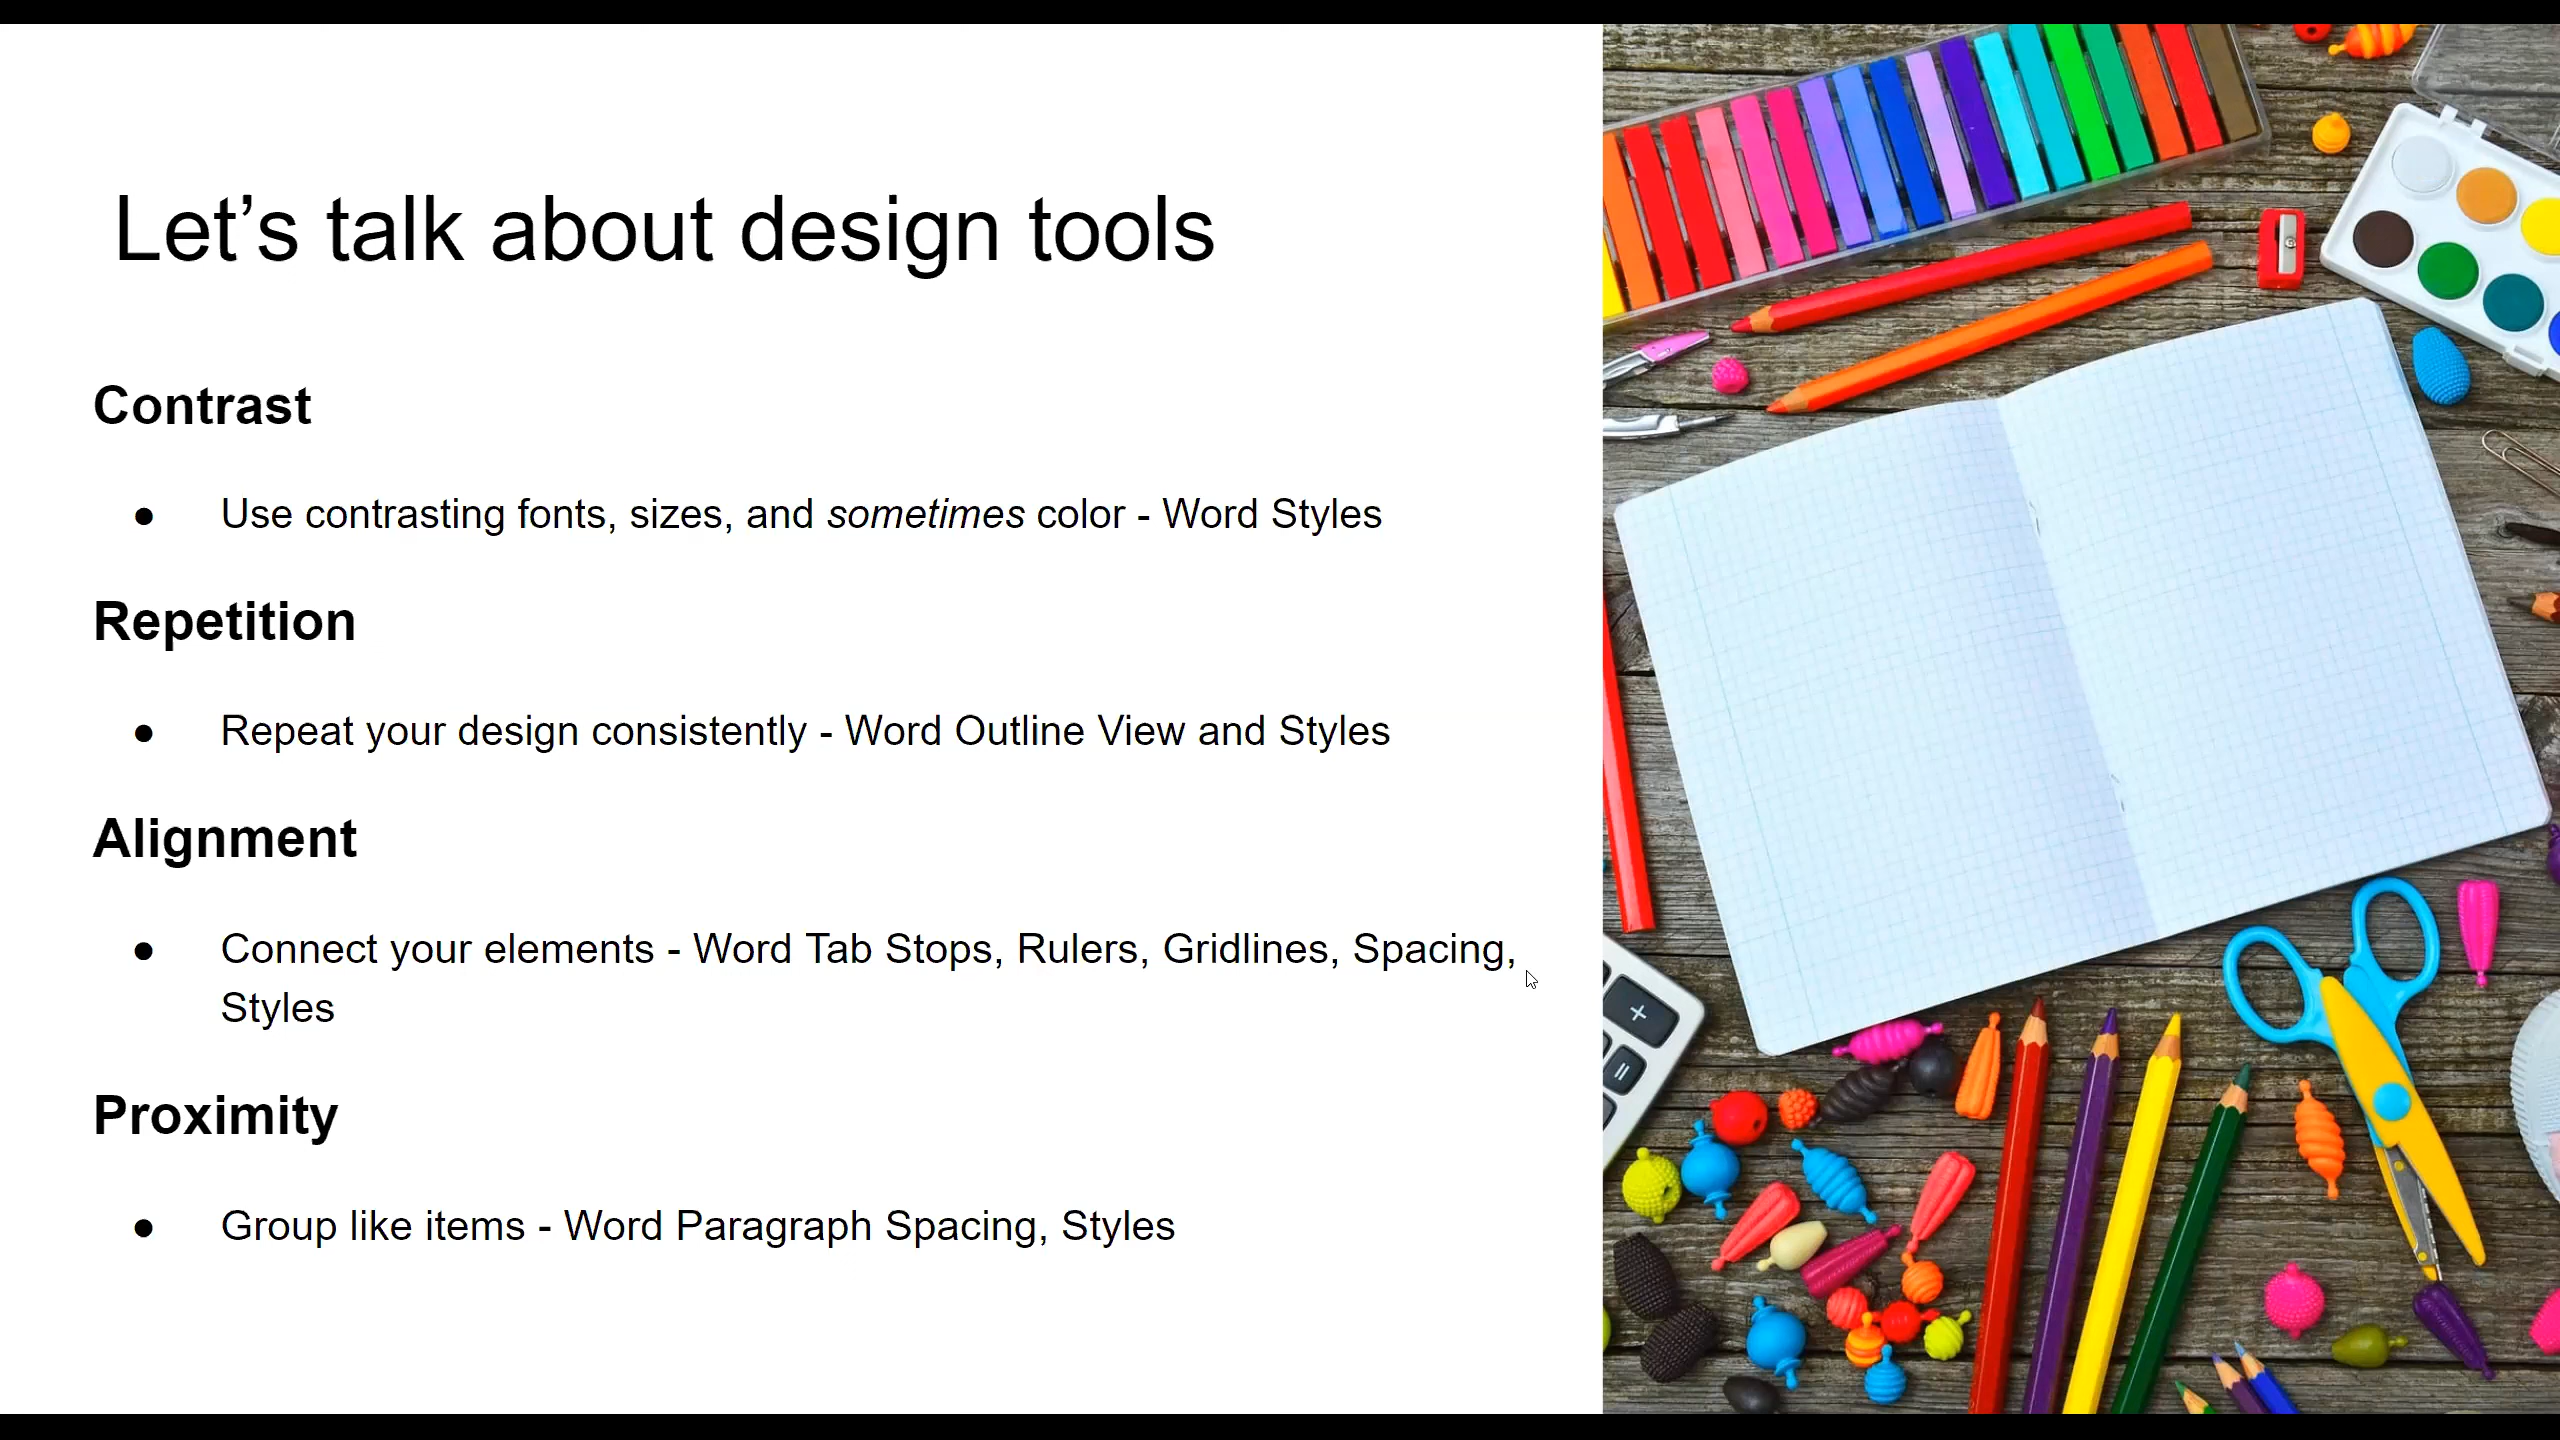 Let’s talk about design tools
Contrast
● Use contrasting fonts, sizes, and sometimes color - Word Styles
Repetition
● Repeat your design consistently - Word Outline View and Styles
Alignment
● Connect your elements - Word Tab Stops, Rulers, Gridlines, Spacing,
Styles
Proximity
● Group like items - Word Paragraph Spacing, Styles
+
=